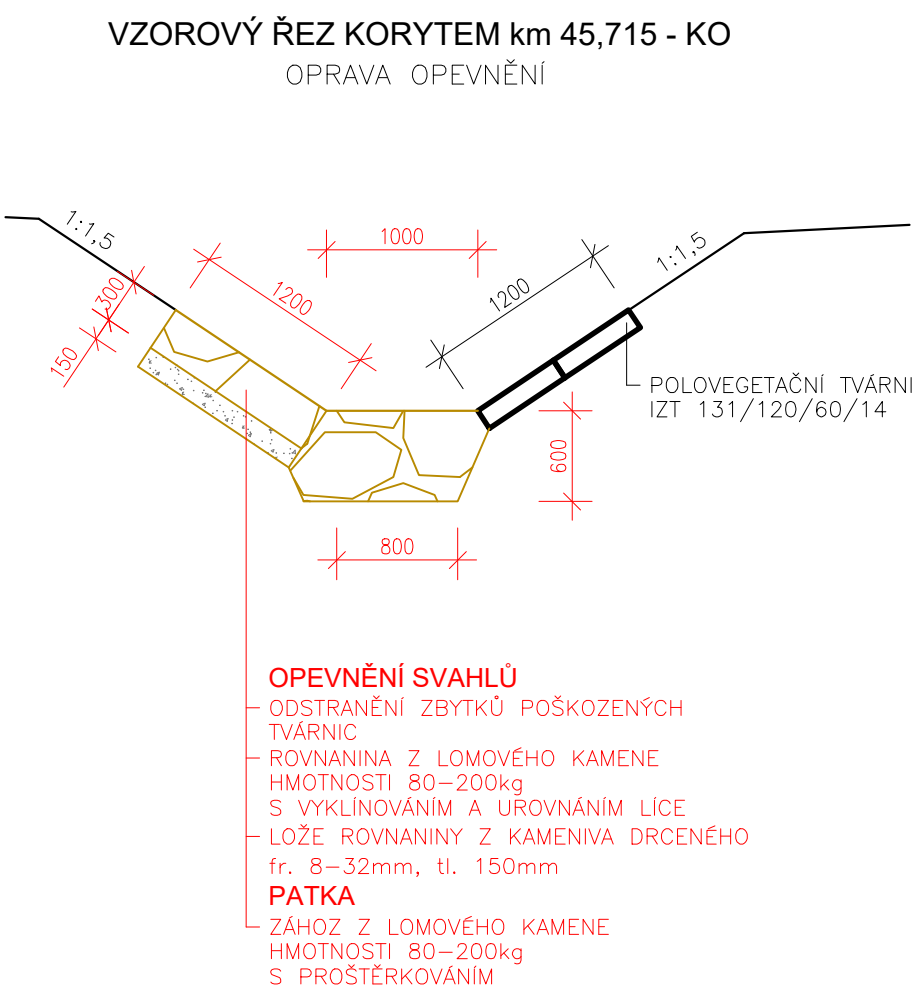 VZOROVÝ ŘEZ KORYTEM km 45,715 - KO
OPRAVA OPEVNĚNÍ
1:1,5
1000
1:1,5
300
1200
1200
150
POLOVEGETAČNÍ TVÁRNI
IZT 131/120/60/14
600
800
OPEVNĚNÍ SVAHLŮ
ODSTRANĚNÍ ZBYTKŮ POŠKOZENÝCH
TVÁRNIC
ROVNANINA Z LOMOVÉHO KAMENE
HMOTNOSTI 80-200kg
S VYKLÍNOVÁNÍM A UROVNÁNÍM LÍCE
LOŽE ROVNANINY Z KAMENIVA DRCENÉHO
fr. 8-32mm, tl. 150mm
PATKA
ZÁHOZ Z LOMOVÉHO KAMENE
HMOTNOSTI 80-200kg
S PROŠTĚRKOVÁNÍM